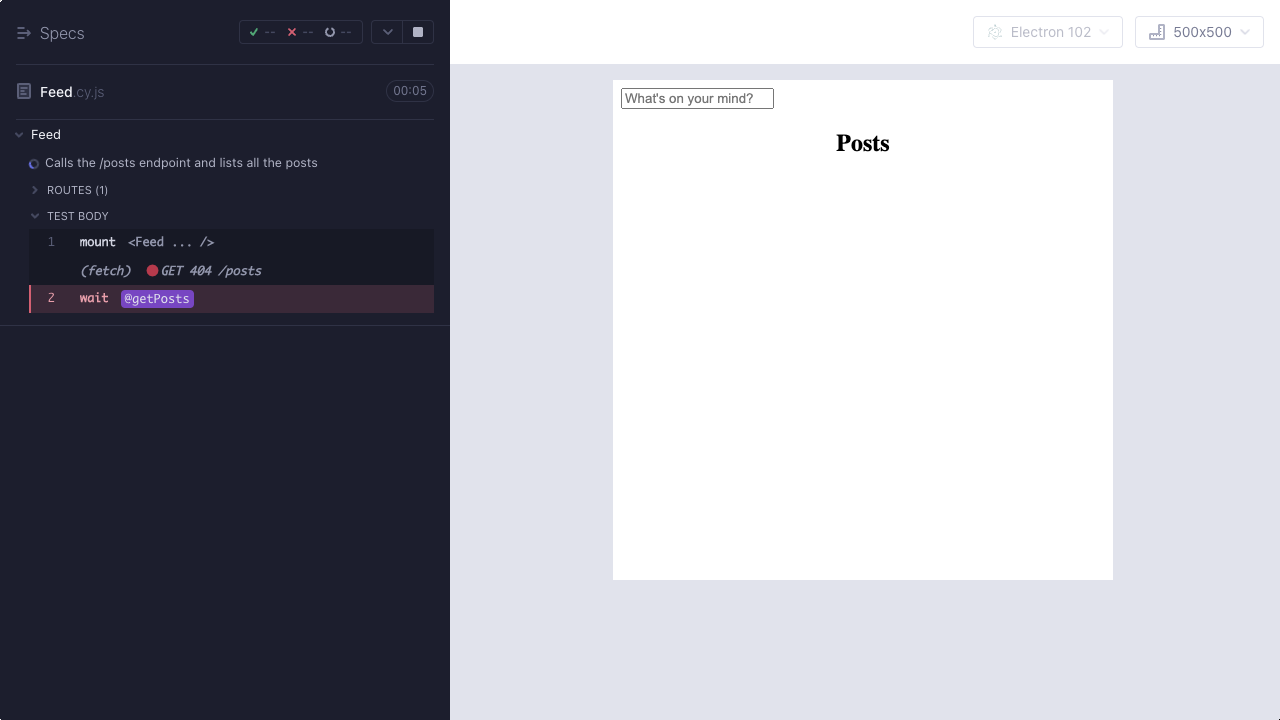 Specs
-- -- --
Feed.cy.js 00:05
Feed
Calls the /posts endpoint and lists all the posts
ROUTES (1)
TEST BODY
1 mount <Feed ... />
(fetch) GET 404 /posts
2 wait @getPosts
Electron 102 500x500
What's on your mind?
Posts